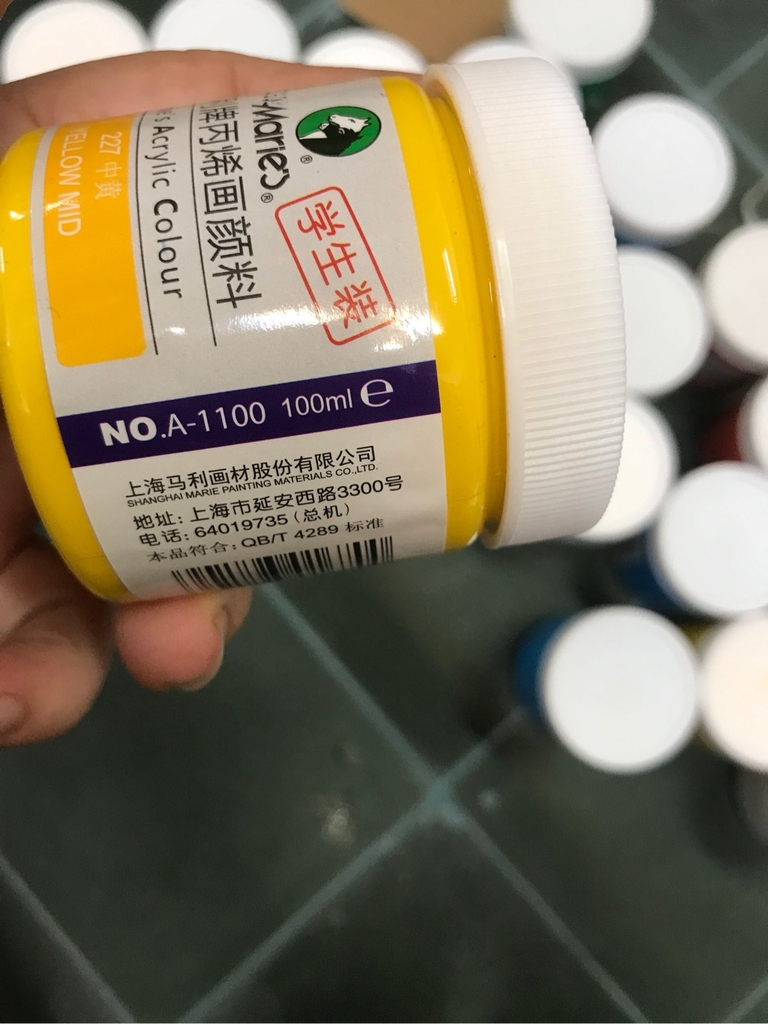 Marie's®
®
牌丙烯画颜料
Acrylic Colour
227 中黄
YELLOW MID
学生装
NO.A-1100 100ml ℮
上海马利画材股份有限公司
SHANGHAI MARIE PAINTING MATERIALS CO.,LTD.
地址: 上海市延安西路3300号
电话: 64019735 (总机)
本品符合: QB/T 4289 标准